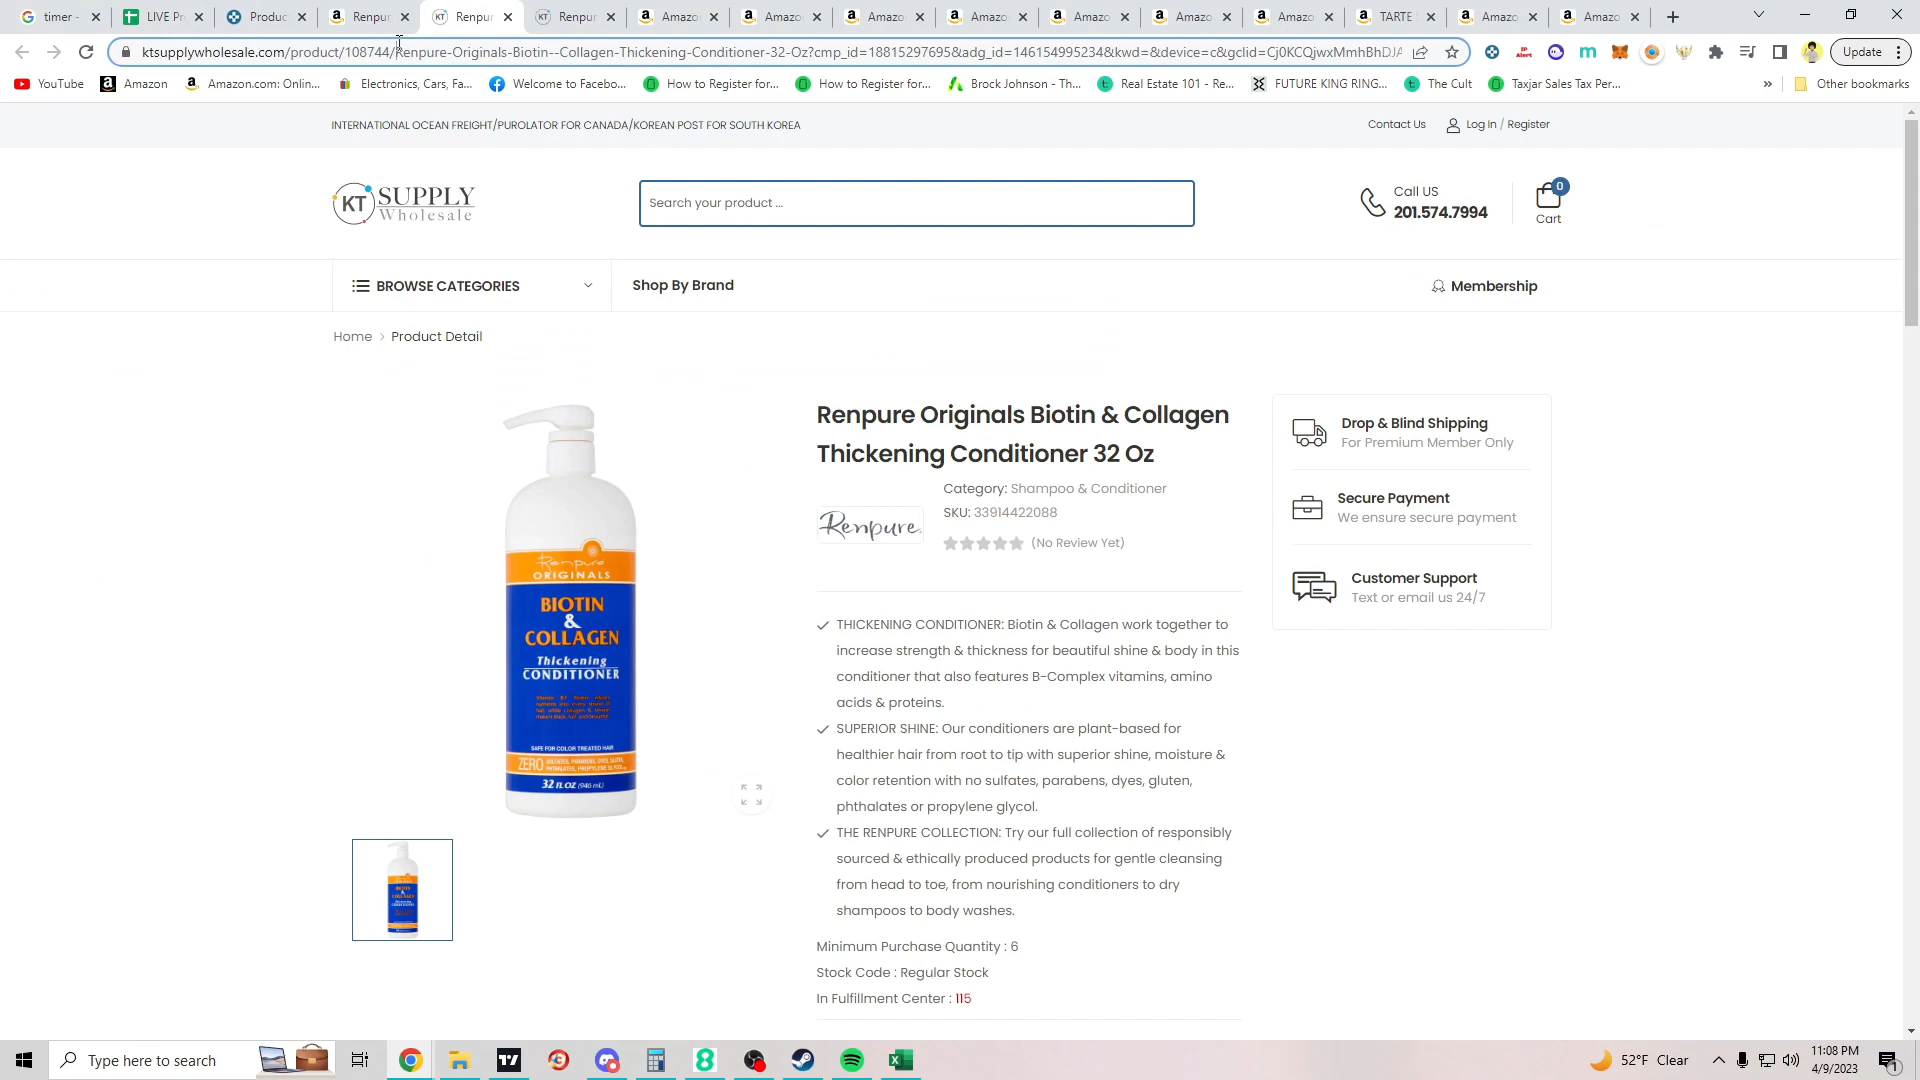 timer -
LIVE Pr
Produc
Renpur
Renpur
Renpur
Amazo
Amazo
Amazo
Amazo
Amazo
Amazo
Amazo
TARTE
Amazo
Amazo
ktsupplywholesale.com/product/108744/Renpure-Originals-Biotin--Collagen-Thickening-Conditioner-32-Oz?cmp_id=18815297695&adg_id=146154995234&kwd=&device=c&gclid=Cj0KCQjwxMmhBhDJA
Update
YouTube
Amazon
Amazon.com: Onlin...
Electronics, Cars, Fa...
Welcome to Facebo...
How to Register for...
How to Register for...
Brock Johnson - Th...
Real Estate 101 - Re...
FUTURE KING RING...
The Cult
Taxjar Sales Tax Per...
»
Other bookmarks
INTERNATIONAL OCEAN FREIGHT/PUROLATOR FOR CANADA/KOREAN POST FOR SOUTH KOREA
Contact Us
Log In / Register
KT SUPPLY
Wholesale
Search your product ...
Call US
201.574.7994
0
Cart
BROWSE CATEGORIES
Shop By Brand
Membership
Home > Product Detail
Renpure
ORIGINALS
BIOTIN
&
COLLAGEN
Thickening
CONDITIONER
SAFE FOR COLOR TREATED HAIR
ZERO
32 FL OZ (946 mL)
Renpure Originals Biotin & Collagen
Thickening Conditioner 32 Oz
Renpure.
Category: Shampoo & Conditioner
SKU: 33914422088
(No Review Yet)
THICKENING CONDITIONER: Biotin & Collagen work together to
increase strength & thickness for beautiful shine & body in this
conditioner that also features B-Complex vitamins, amino
acids & proteins.
SUPERIOR SHINE: Our conditioners are plant-based for
healthier hair from root to tip with superior shine, moisture &
color retention with no sulfates, parabens, dyes, gluten,
phthalates or propylene glycol.
THE RENPURE COLLECTION: Try our full collection of responsibly
sourced & ethically produced products for gentle cleansing
from head to toe, from nourishing conditioners to dry
shampoos to body washes.
Minimum Purchase Quantity : 6
Stock Code : Regular Stock
In Fulfillment Center : 115
Drop & Blind Shipping
For Premium Member Only
Secure Payment
We ensure secure payment
Customer Support
Text or email us 24/7
Type here to search
52°F Clear
11:08 PM
4/9/2023
1